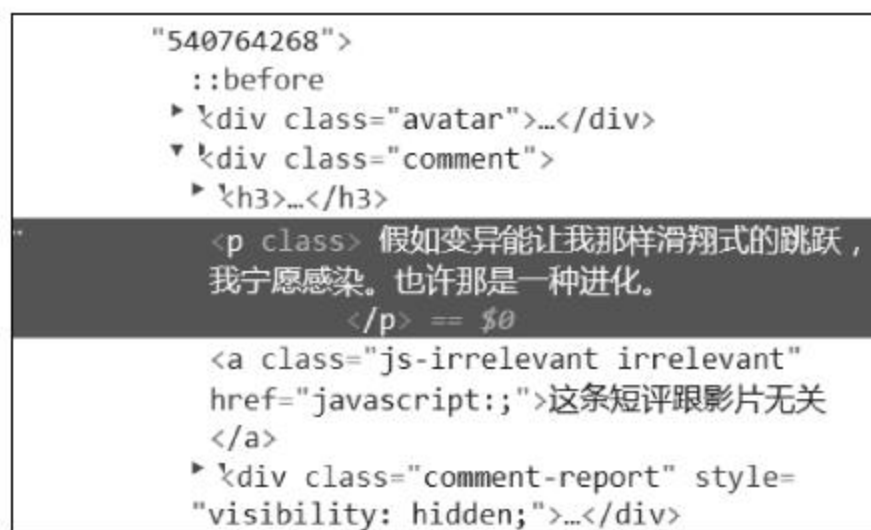 "540764268">
::before
<div class="avatar">…</div>
<div class="comment">
<h3>…</h3>
<p class> 假如变异能让我那样滑翔式的跳跃，
我宁愿感染。也许那是一种进化。
</p> == $0
<a class="js-irrelevant irrelevant"
href="javascript:;">这条短评跟影片无关
</a>
<div class="comment-report" style=
"visibility: hidden;">…</div>